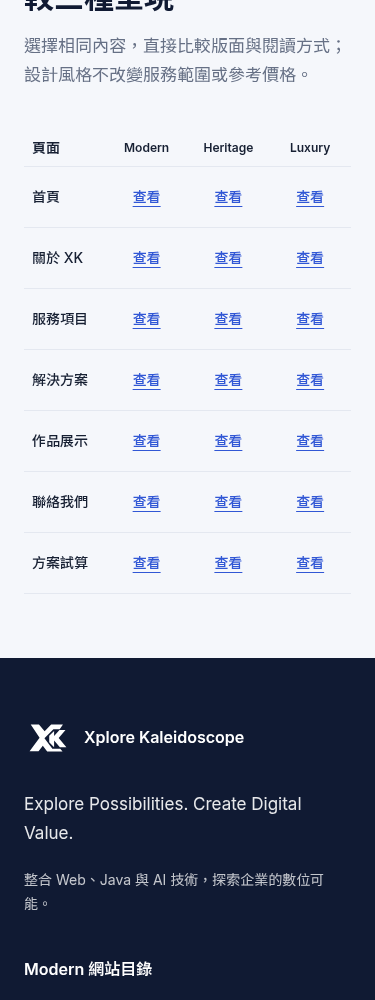 較三種呈現
選擇相同內容，直接比較版面與閱讀方式；
設計風格不改變服務範圍或參考價格。
頁面 Modern Heritage Luxury
首頁 查看 查看 查看
關於 XK 查看 查看 查看
服務項目 查看 查看 查看
解決方案 查看 查看 查看
作品展示 查看 查看 查看
聯絡我們 查看 查看 查看
方案試算 查看 查看 查看
XK Xplore Kaleidoscope
Explore Possibilities. Create Digital
Value.
整合 Web、Java 與 AI 技術，探索企業的數位可
能。
Modern 網站目錄